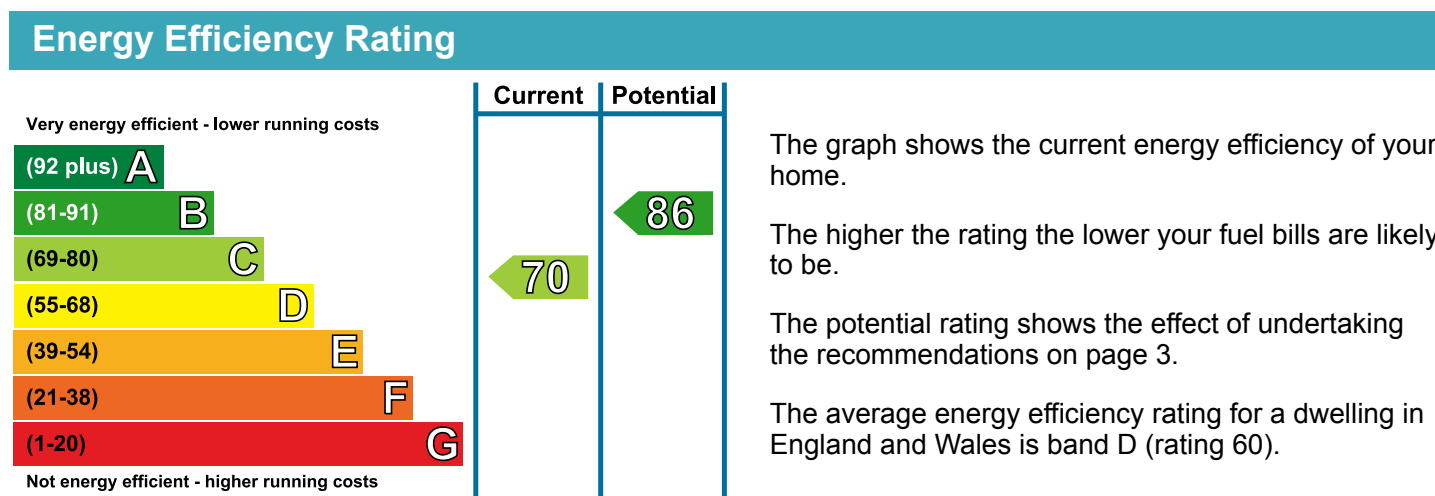 Energy Efficiency Rating
Current Potential
Very energy efficient - lower running costs
(92 plus) A
(81-91) B
86
(69-80) C
70
(55-68) D
(39-54) E
(21-38) F
(1-20) G
Not energy efficient - higher running costs
The graph shows the current energy efficiency of your
home.
The higher the rating the lower your fuel bills are likely
to be.
The potential rating shows the effect of undertaking
the recommendations on page 3.
The average energy efficiency rating for a dwelling in
England and Wales is band D (rating 60).